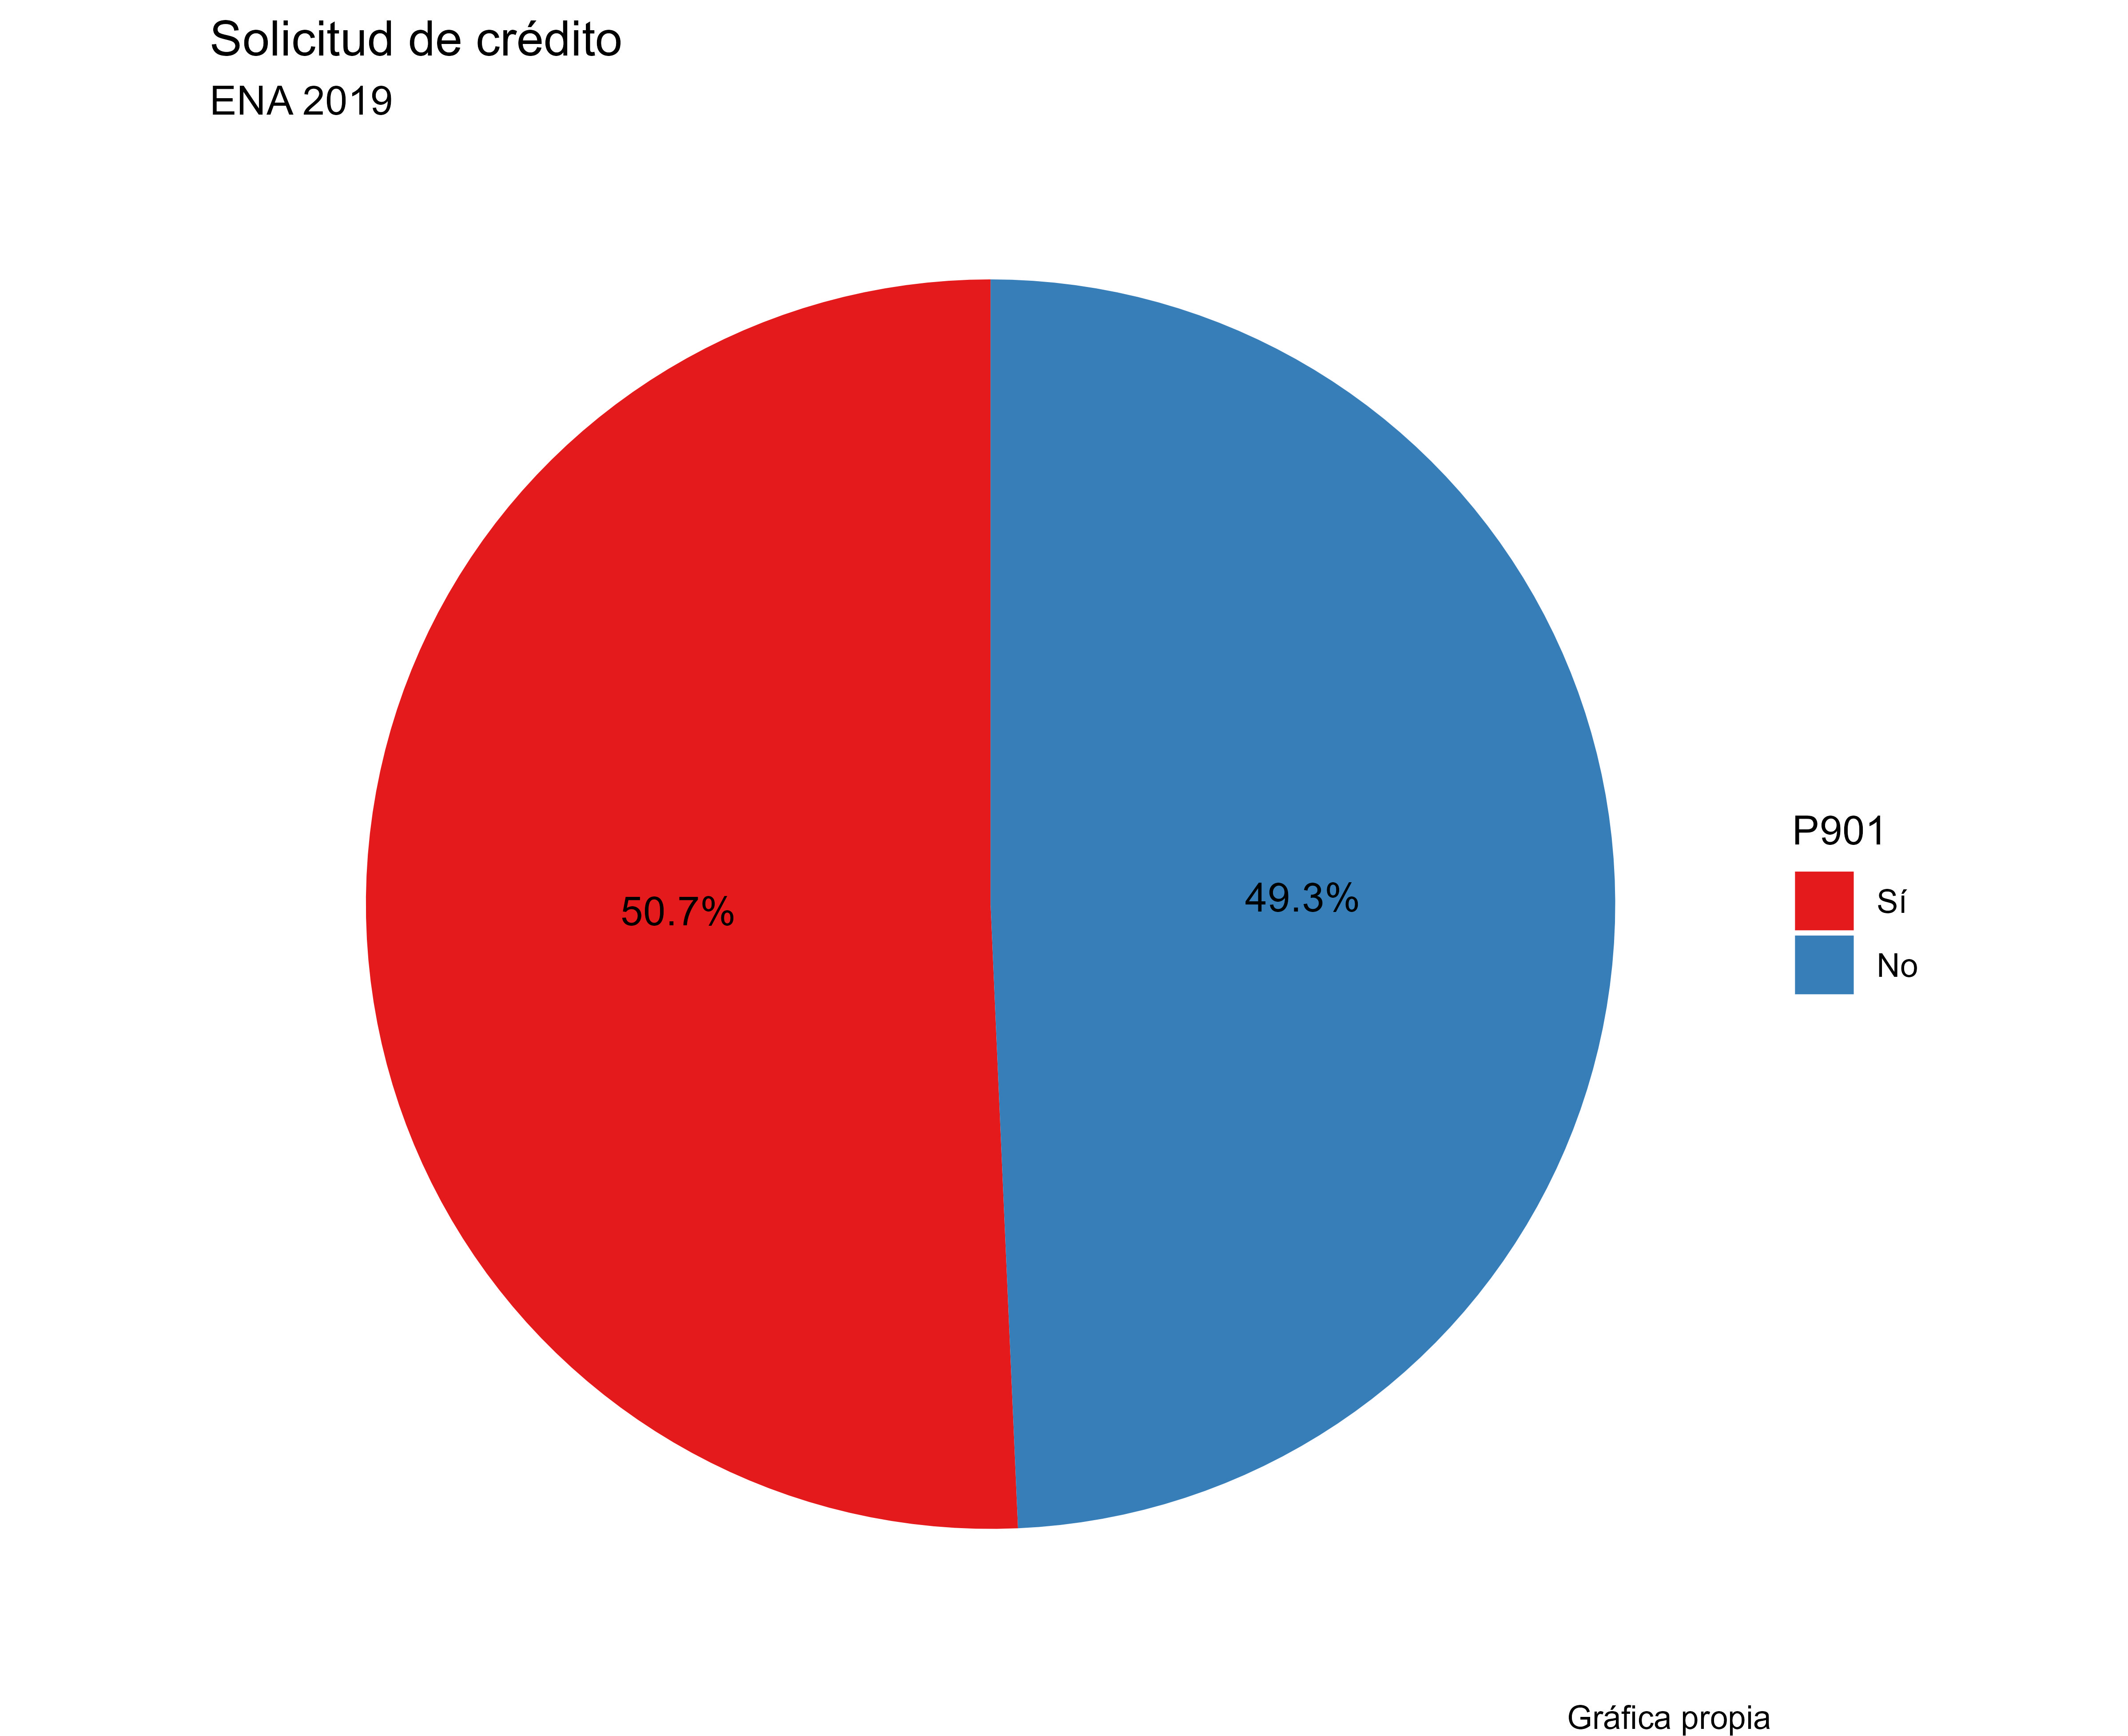 Solicitud de crédito
ENA 2019
50.7%
49.3%
P901
Sí
No
Gráfica propia